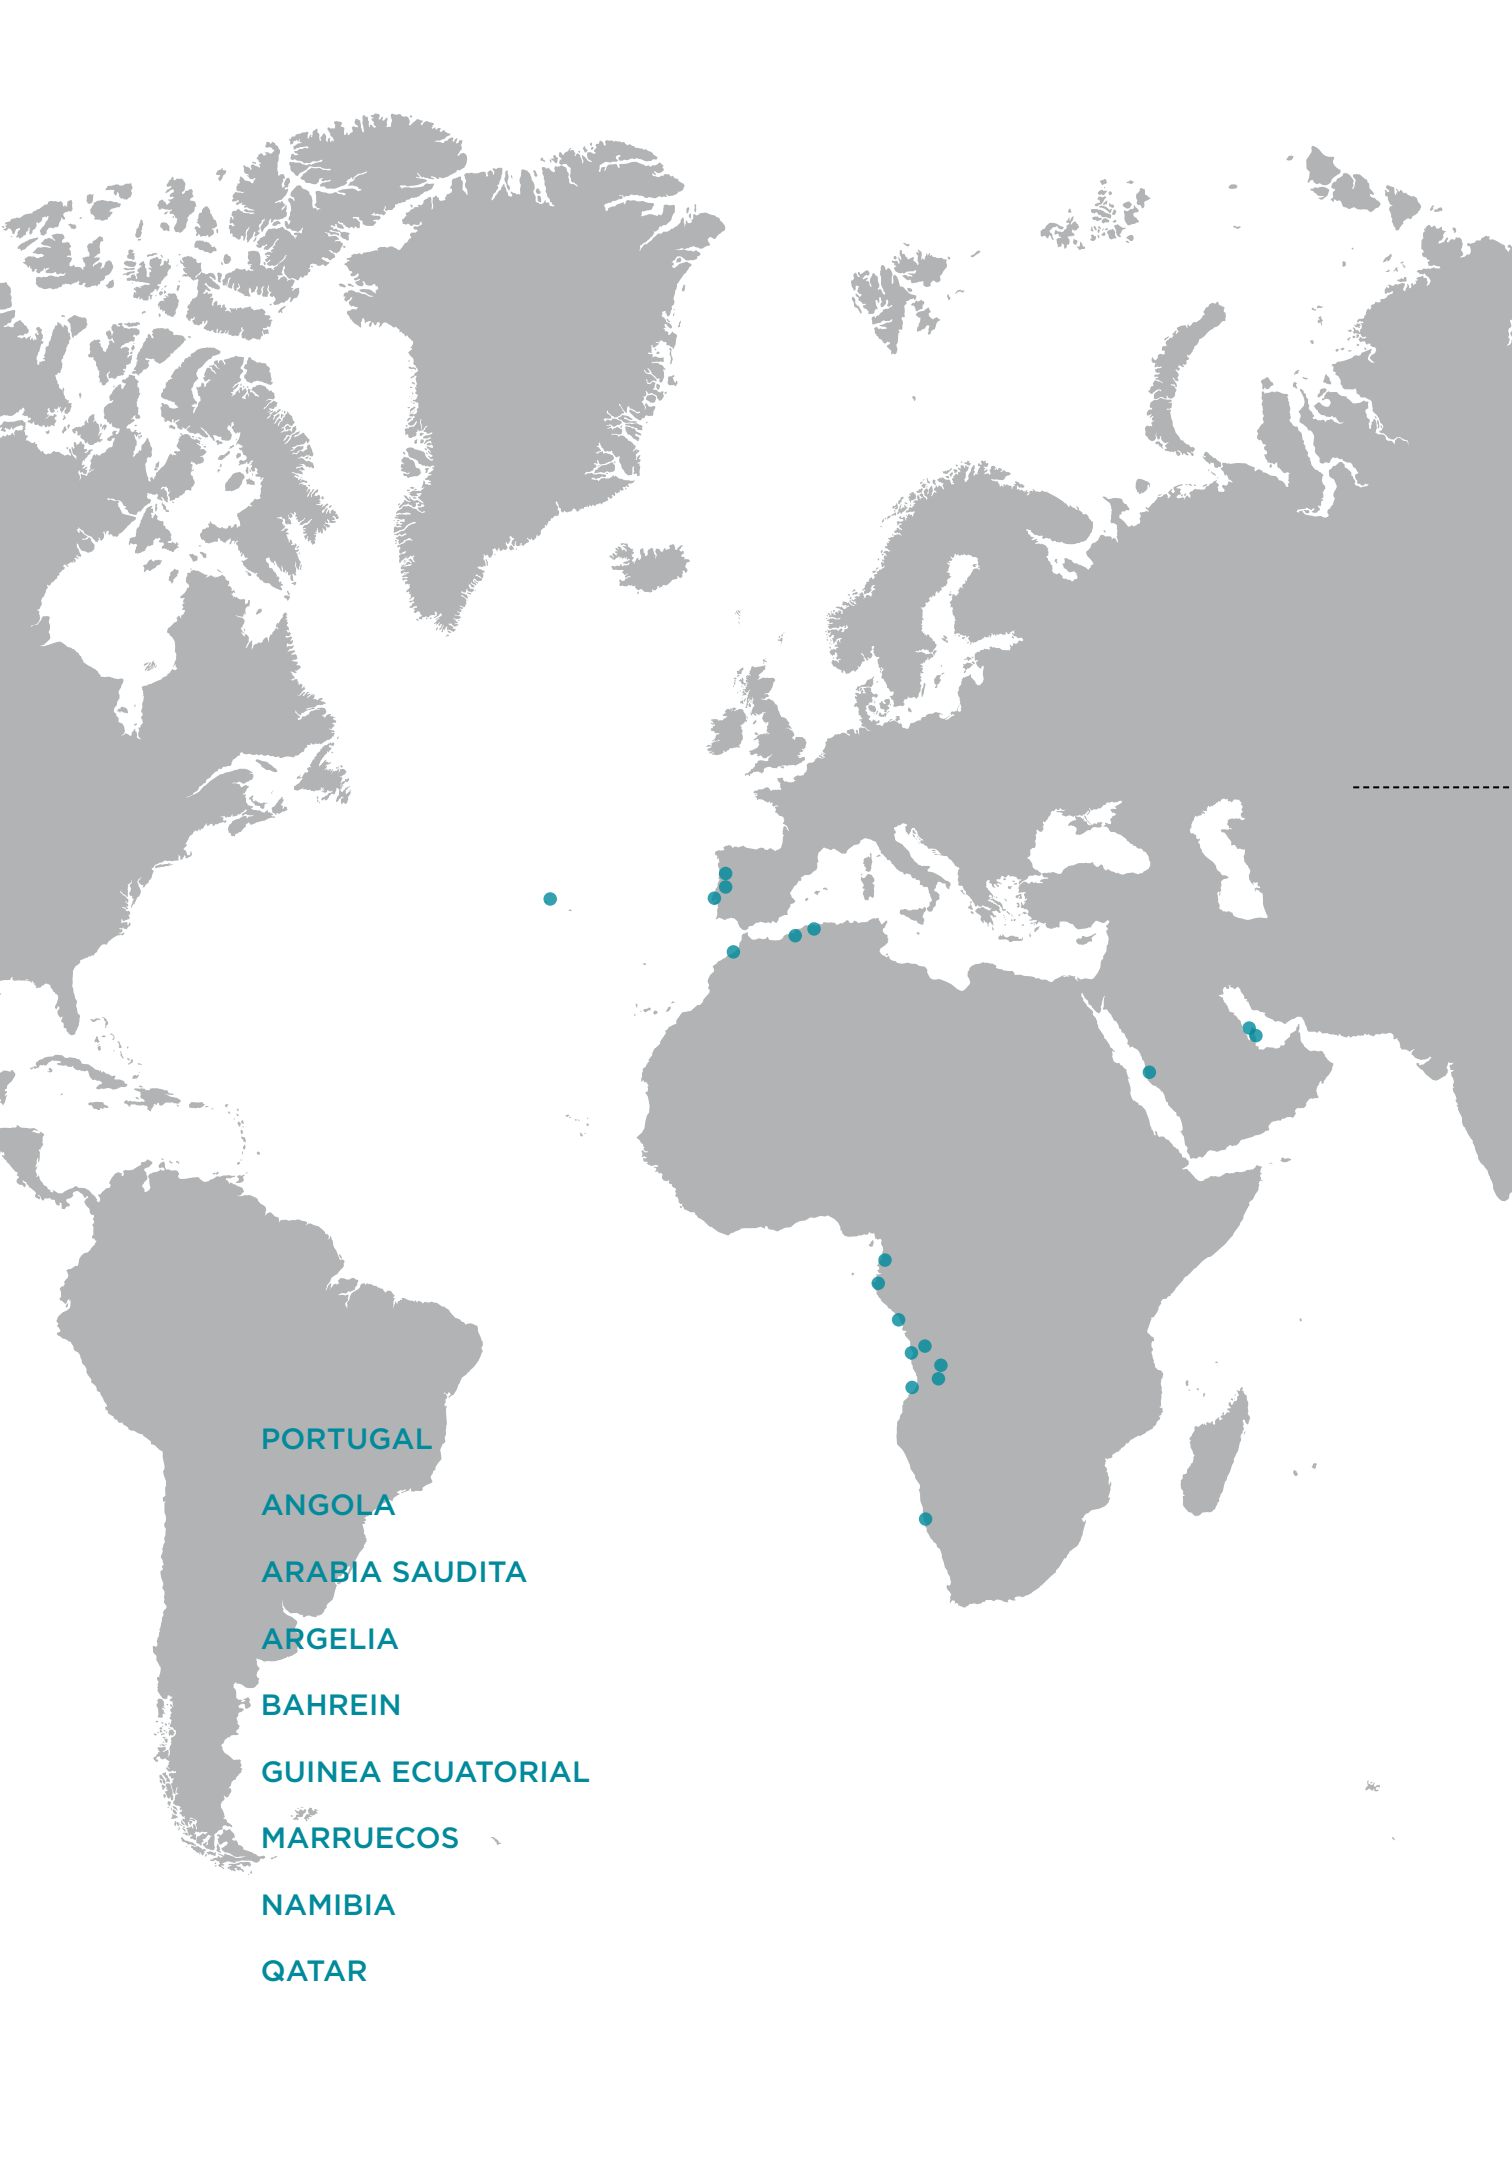 PORTUGAL
ANGOLA
ARABIA SAUDITA
ARGELIA
BAHREIN
GUINEA ECUATORIAL
MARRUECOS
NAMIBIA
QATAR